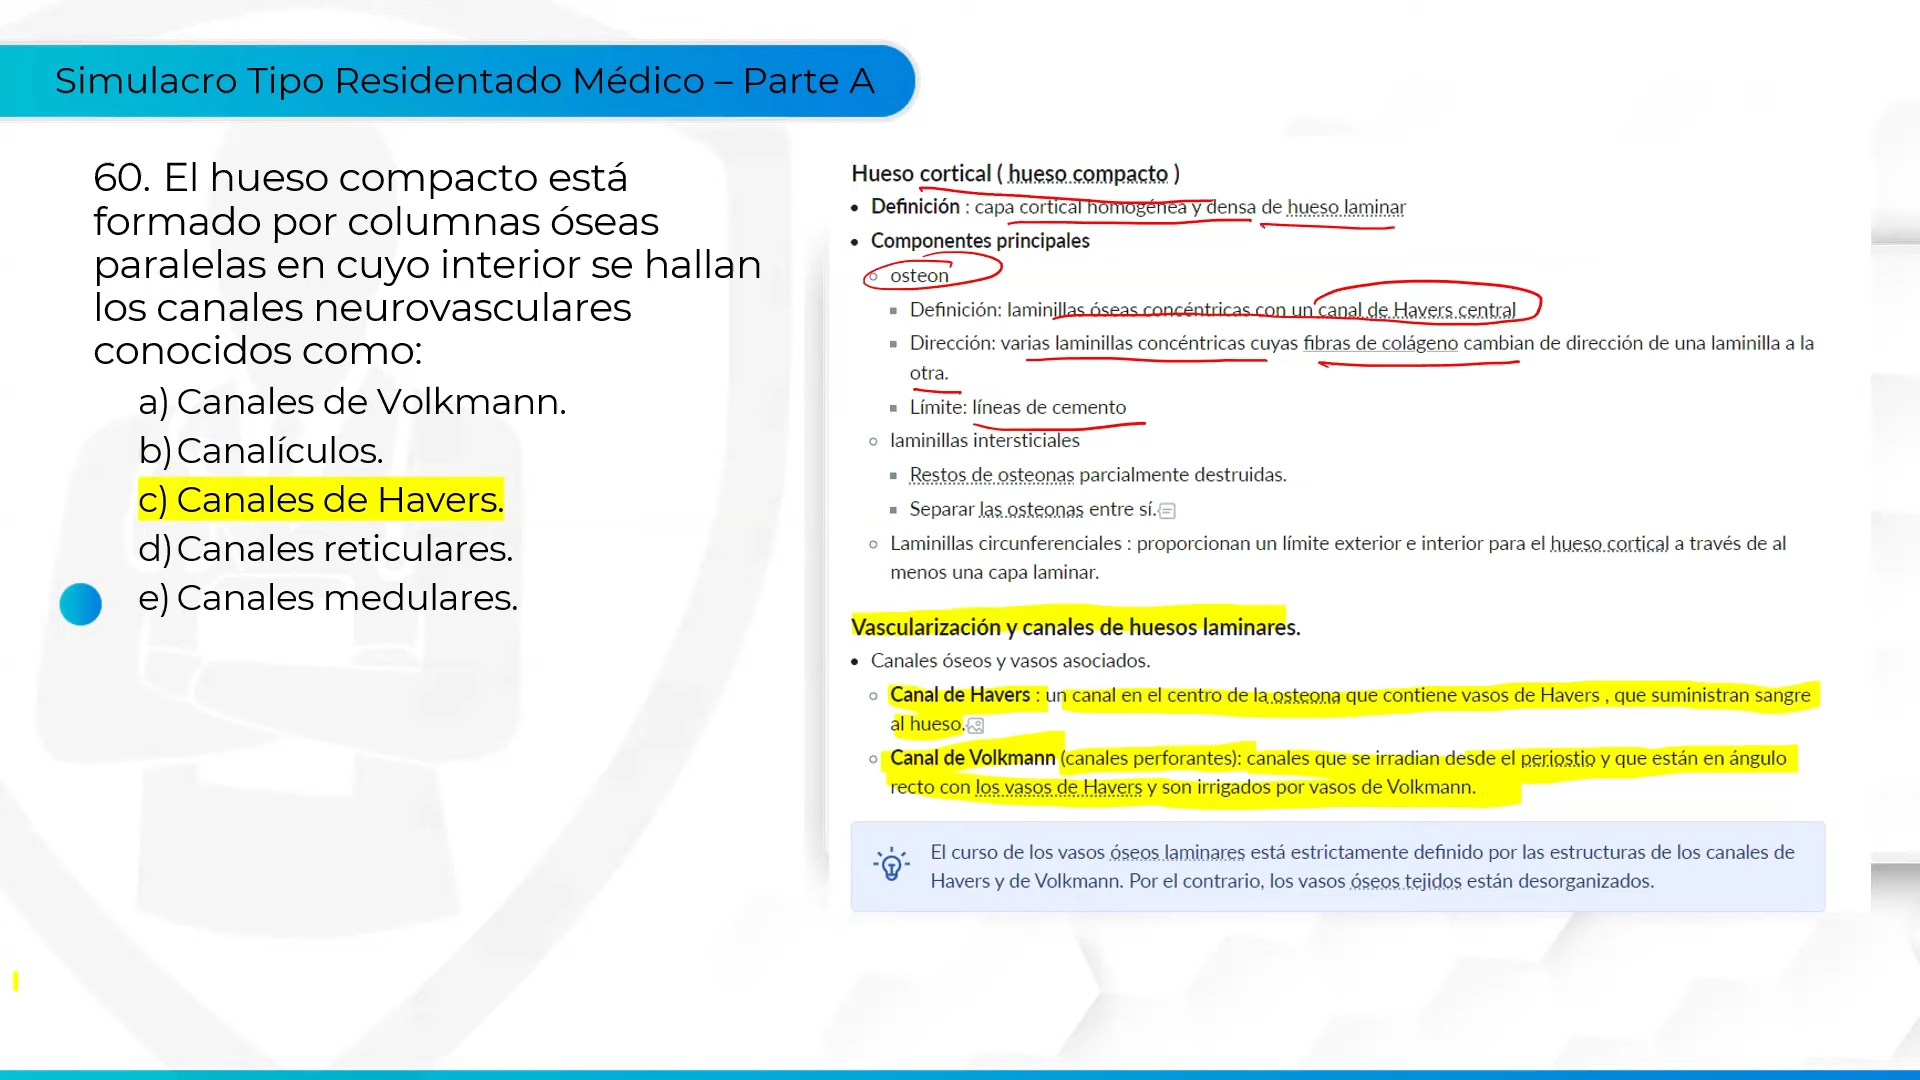 Simulacro Tipo Residentado Médico – Parte A
60. El hueso compacto está
formado por columnas óseas
paralelas en cuyo interior se hallan
los canales neurovasculares
conocidos como:
a) Canales de Volkmann.
b) Canalículos.
c) Canales de Havers.
d) Canales reticulares.
e) Canales medulares.
Hueso cortical ( hueso compacto )
• Definición : capa cortical homogénea y densa de hueso laminar
• Componentes principales
○ osteon
▪ Definición: laminillas óseas concéntricas con un canal de Havers central
▪ Dirección: varias laminillas concéntricas cuyas fibras de colágeno cambian de dirección de una laminilla a la
otra.
▪ Límite: líneas de cemento
○ laminillas intersticiales
▪ Restos de osteonas parcialmente destruidas.
▪ Separar las osteonas entre sí.
○ Laminillas circunferenciales : proporcionan un límite exterior e interior para el hueso cortical a través de al
menos una capa laminar.
Vascularización y canales de huesos laminares.
• Canales óseos y vasos asociados.
○ Canal de Havers : un canal en el centro de la osteona que contiene vasos de Havers , que suministran sangre
al hueso.
○ Canal de Volkmann (canales perforantes): canales que se irradian desde el periostio y que están en ángulo
recto con los vasos de Havers y son irrigados por vasos de Volkmann.
El curso de los vasos óseos laminares está estrictamente definido por las estructuras de los canales de
Havers y de Volkmann. Por el contrario, los vasos óseos tejidos están desorganizados.